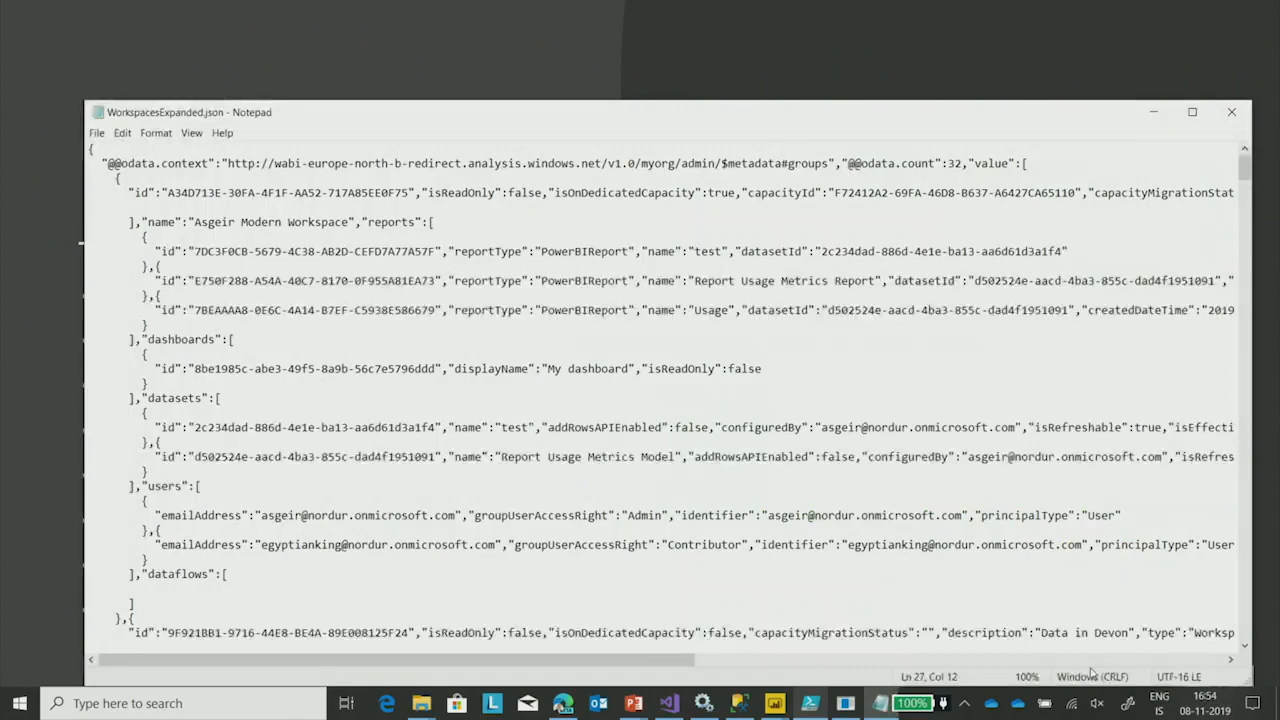 WorkspacesExpanded.json - Notepad
File Edit Format View Help
{
"@@odata.context":"http://wabi-europe-north-b-redirect.analysis.windows.net/v1.0/myorg/admin/$metadata#groups","@@odata.count":32,"value":[
{
"id":"A34D713E-30FA-4F1F-AA52-717A85EE0F75","isReadOnly":false,"isOnDedicatedCapacity":true,"capacityId":"F72412A2-69FA-46D8-B637-A6427CA65110","capacityMigrationStat
],"name":"Asgeir Modern Workspace","reports":[
{
"id":"7DC3F0CB-5679-4C38-AB2D-CEFD7A77A57F","reportType":"PowerBIReport","name":"test","datasetId":"2c234dad-886d-4e1e-ba13-aa6d61d3a1f4"
},{
"id":"E750F288-A54A-40C7-8170-0F955A81EA73","reportType":"PowerBIReport","name":"Report Usage Metrics Report","datasetId":"d502524e-aacd-4ba3-855c-dad4f1951091","
},{
"id":"7BEAAAA8-0E6C-4A14-B7EF-C5938E586679","reportType":"PowerBIReport","name":"Usage","datasetId":"d502524e-aacd-4ba3-855c-dad4f1951091","createdDateTime":"2019
}
],"dashboards":[
{
"id":"8be1985c-abe3-49f5-8a9b-56c7e5796ddd","displayName":"My dashboard","isReadOnly":false
}
],"datasets":[
{
"id":"2c234dad-886d-4e1e-ba13-aa6d61d3a1f4","name":"test","addRowsAPIEnabled":false,"configuredBy":"asgeir@nordur.onmicrosoft.com","isRefreshable":true,"isEffecti
},{
"id":"d502524e-aacd-4ba3-855c-dad4f1951091","name":"Report Usage Metrics Model","addRowsAPIEnabled":false,"configuredBy":"asgeir@nordur.onmicrosoft.com","isRefres
}
],"users":[
{
"emailAddress":"asgeir@nordur.onmicrosoft.com","groupUserAccessRight":"Admin","identifier":"asgeir@nordur.onmicrosoft.com","principalType":"User"
},{
"emailAddress":"egyptianking@nordur.onmicrosoft.com","groupUserAccessRight":"Contributor","identifier":"egyptianking@nordur.onmicrosoft.com","principalType":"User
}
],"dataflows":[
]
},{
"id":"9F921BB1-9716-44E8-BE4A-89E008125F24","isReadOnly":false,"isOnDedicatedCapacity":false,"capacityMigrationStatus":"","description":"Data in Devon","type":"Worksp
Ln 27, Col 12 100% Windows (CRLF) UTF-16 LE
Type here to search
100%
ENG 16:54
IS 08-11-2019